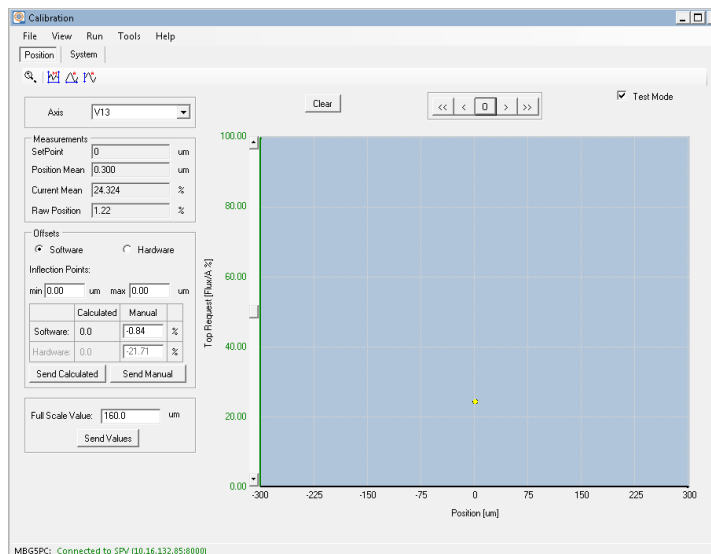 Calibration
File View Run Tools Help
Position System
Axis V13
Clear
<< < 0 > >>
Test Mode
Measurements
SetPoint 0 um
Position Mean 0.300 um
Current Mean 24.324 %
Raw Position 1.22 %
Offsets
Software Hardware
Inflection Points:
min 0.00 um max 0.00 um
Calculated Manual
Software: 0.0 -0.84 %
Hardware: 0.0 -21.71 %
Send Calculated Send Manual
Full Scale Value: 160.0 um
Send Values
Top Request [Flux/A %]
100.00
80.00
60.00
40.00
20.00
0.00
-300 -225 -150 -75 0 75 150 225 300
Position [um]
MBG5PC: Connected to SPV (10.16.132.85:8000)